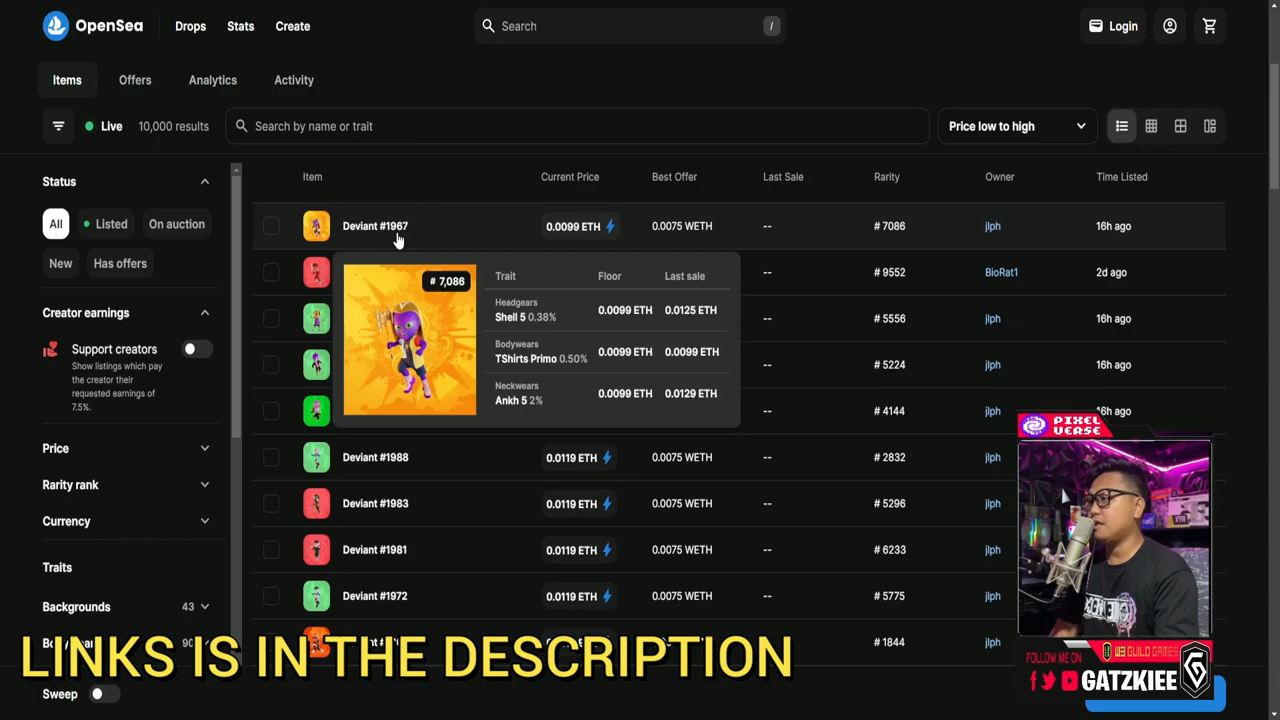 OpenSea Drops Stats Create Search / Login
Items Offers Analytics Activity
Live 10,000 results Search by name or trait Price low to high
Status
All Listed On auction
New Has offers
Creator earnings
Support creators
Show listings which pay
the creator their
requested earnings of
7.5%.
Price
Rarity rank
Currency
Traits
Backgrounds 43
Sweep
Item Current Price Best Offer Last Sale Rarity Owner Time Listed
Deviant #1967 0.0099 ETH 0.0075 WETH -- # 7086 jlph 16h ago
-- # 9552 BioRat1 2d ago
-- # 5556 jlph 16h ago
-- # 5224 jlph 16h ago
-- # 4144 jlph 16h ago
# 7,086
Trait Floor Last sale
Headgears
Shell 5 0.38% 0.0099 ETH 0.0125 ETH
Bodywears
TShirts Primo 0.50% 0.0099 ETH 0.0099 ETH
Neckwears
Ankh 5 2% 0.0099 ETH 0.0129 ETH
Deviant #1988 0.0119 ETH 0.0075 WETH -- # 2832 jlph
Deviant #1983 0.0119 ETH 0.0075 WETH -- # 5296 jlph
Deviant #1981 0.0119 ETH 0.0075 WETH -- # 6233 jlph
Deviant #1972 0.0119 ETH 0.0075 WETH -- # 5775 jlph
-- # 1844 jlph
LINKS IS IN THE DESCRIPTION
PIXEL
VERSE
W3 GUILD GAMES
FOLLOW ME ON
GATZKIEE